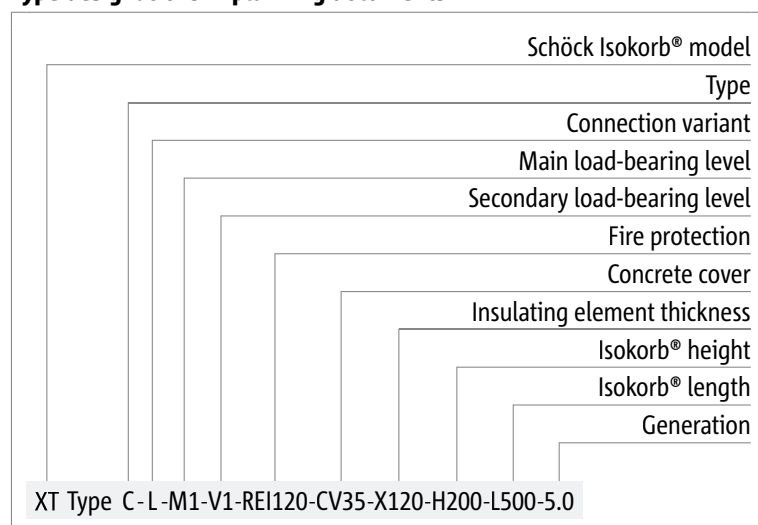 Schöck Isokorb® model
Type
Connection variant
Main load-bearing level
Secondary load-bearing level
Fire protection
Concrete cover
Insulating element thickness
Isokorb® height
Isokorb® length
Generation
XT Type C-L-M1-V1-REI120-CV35-X120-H200-L500-5.0